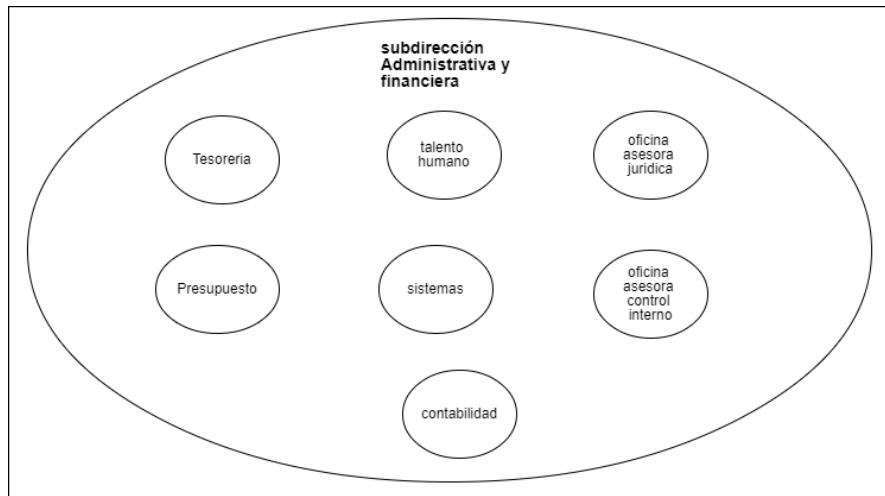 subdirección
Administrativa y
financiera
Tesoreria
talento
humano
oficina
asesora
juridica
Presupuesto
sistemas
oficina
asesora
control
interno
contabilidad